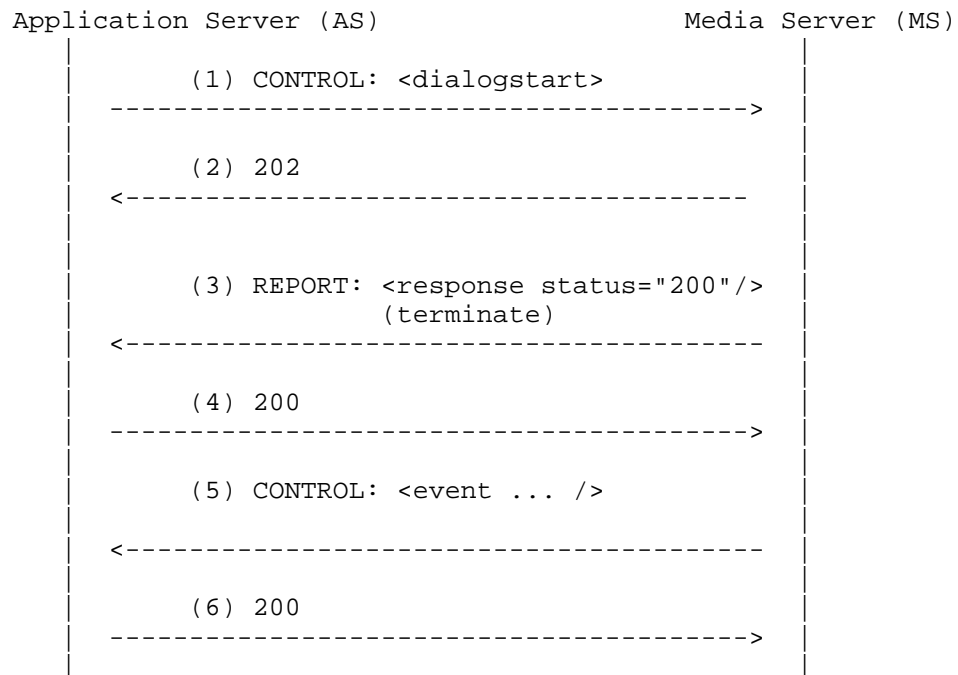 Application Server (AS) Media Server (MS)
(1) CONTROL: <dialogstart>
(2) 202
(3) REPORT: <response status="200"/>
(terminate)
(4) 200
(5) CONTROL: <event ... />
(6) 200